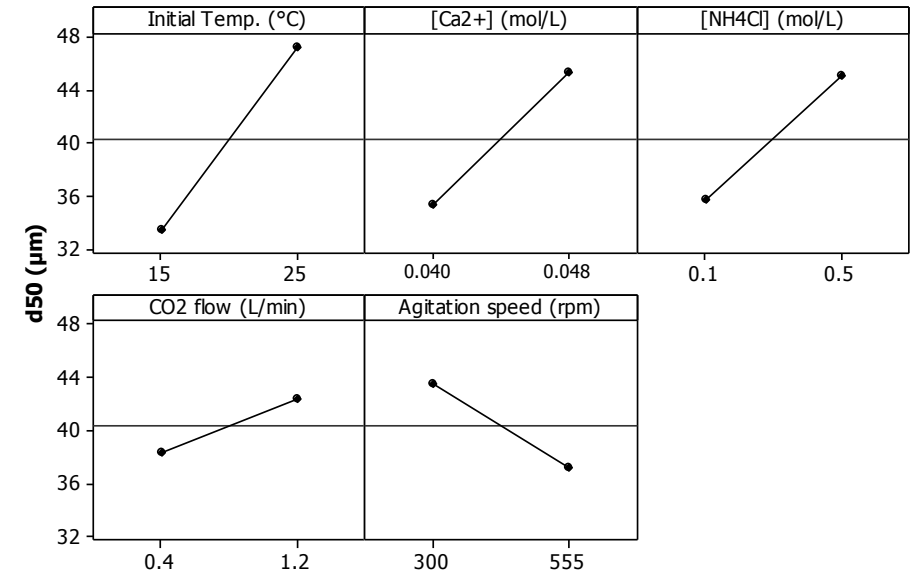 Initial Temp. (°C) [Ca2+] (mol/L) [NH4Cl] (mol/L)
48
44
40
36
32
15 25 0.040 0.048 0.1 0.5
d50 (μm)
CO2 flow (L/min) Agitation speed (rpm)
48
44
40
36
32
0.4 1.2 300 555